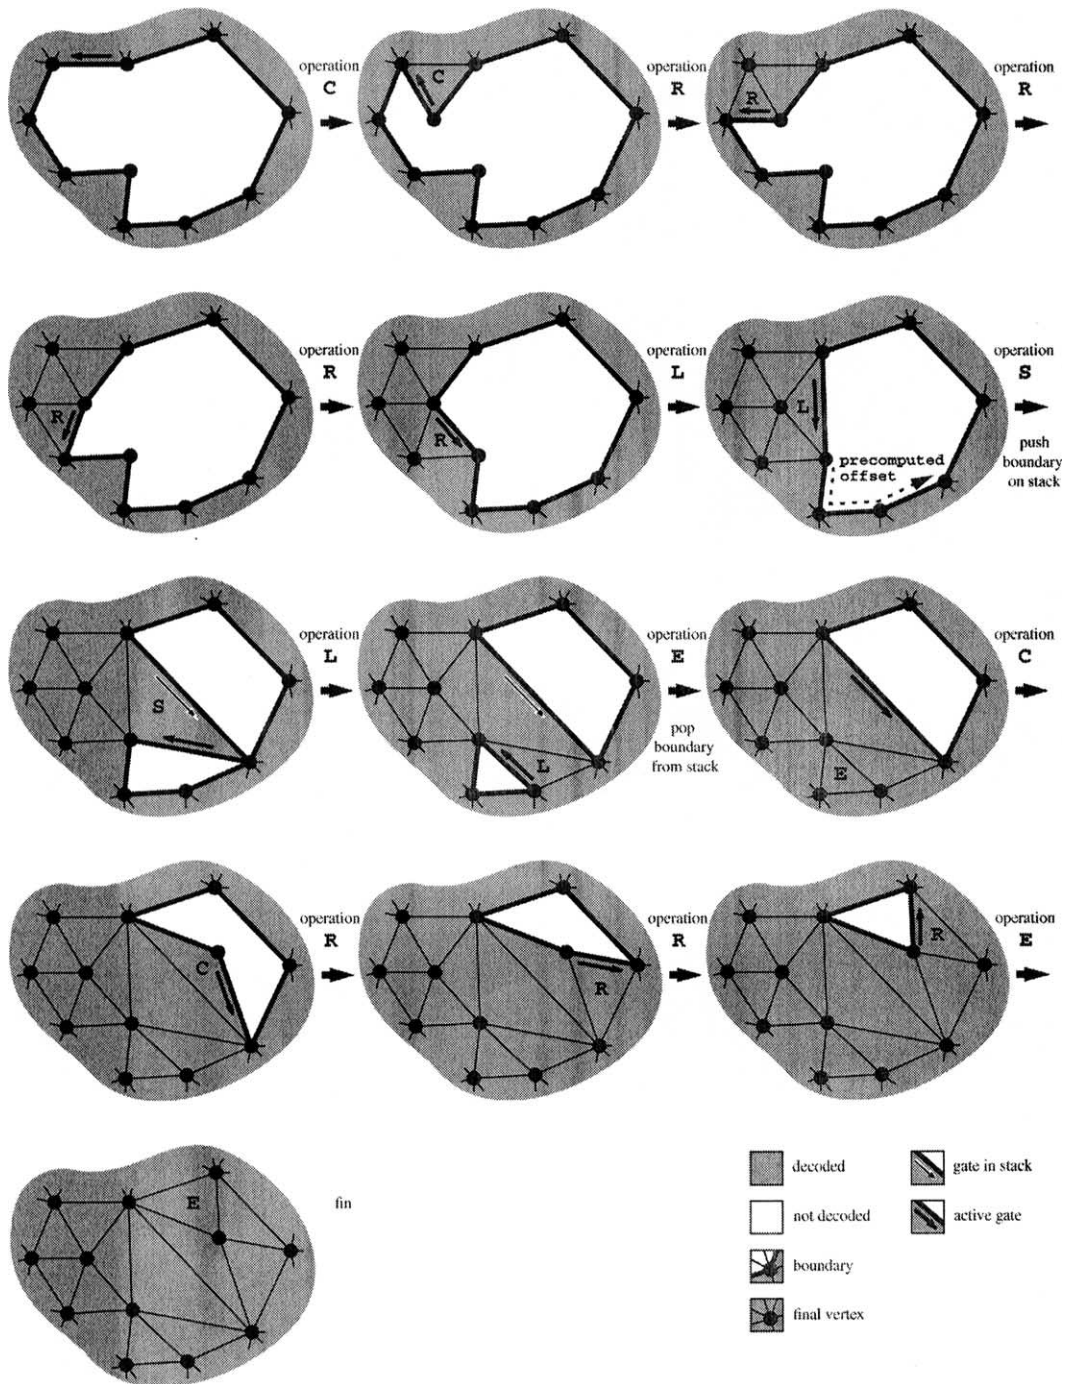 operation
C
C
operation
R
R
operation
R
R
operation
R
R
operation
L
L
precomputed
offset
operation
S
push
boundary
on stack
S
operation
L
L
operation
E
pop
boundary
from stack
E
operation
C
C
operation
R
R
operation
R
R
operation
E
E
fin
decoded
not decoded
boundary
final vertex
gate in stack
active gate